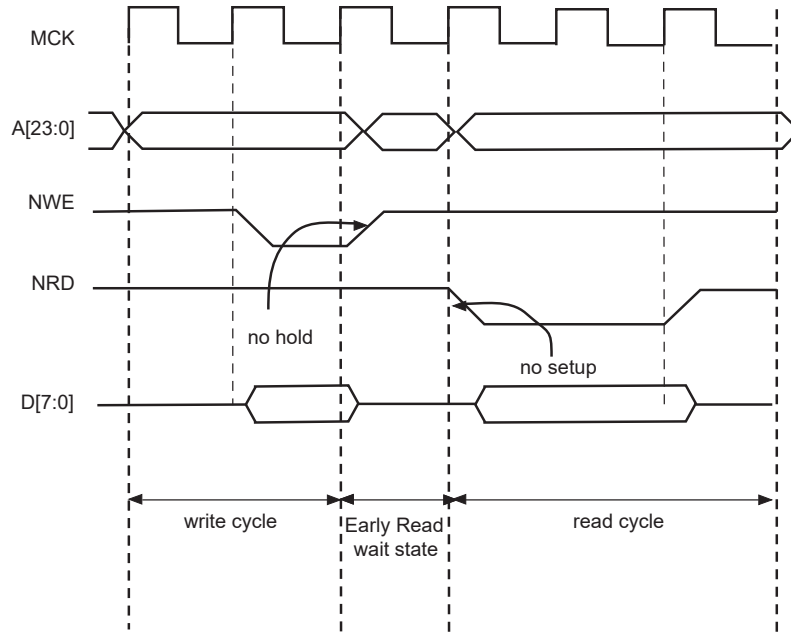 MCK
A[23:0]
NWE
NRD
no hold
no setup
D[7:0]
write cycle
Early Read
wait state
read cycle